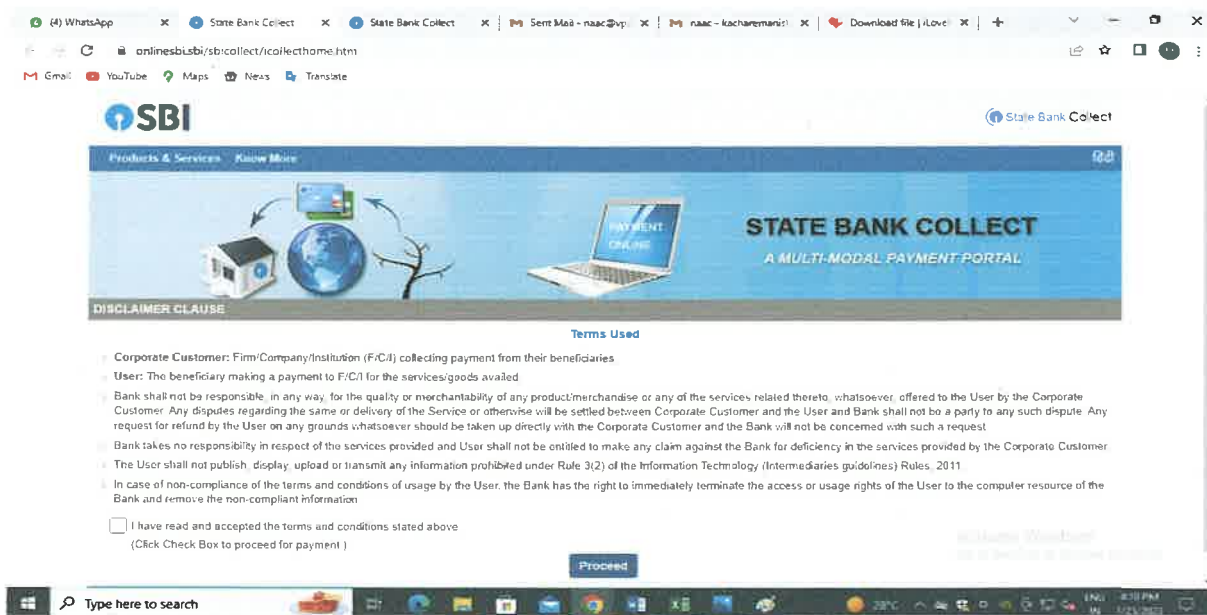 (4) WhatsApp
State Bank Collect
State Bank Collect
Sent Mail - naac@vp
naac - kacharemanis
Download file | iLove
onlinesbi.sbi/sbicollect/icollecthome.htm
Gmail YouTube Maps News Translate
SBI
State Bank Collect
Products & Services Know More हिंदी
PAYMENT
ONLINE
STATE BANK COLLECT
A MULTI-MODAL PAYMENT PORTAL
DISCLAIMER CLAUSE
Terms Used
Corporate Customer: Firm/Company/Institution (F/C/I) collecting payment from their beneficiaries
User: The beneficiary making a payment to F/C/I for the services/goods availed
Bank shall not be responsible, in any way, for the quality or merchantability of any product/merchandise or any of the services related thereto, whatsoever, offered to the User by the Corporate
Customer. Any disputes regarding the same or delivery of the Service or otherwise will be settled between Corporate Customer and the User and Bank shall not be a party to any such dispute. Any
request for refund by the User on any grounds whatsoever should be taken up directly with the Corporate Customer and the Bank will not be concerned with such a request
Bank takes no responsibility in respect of the services provided and User shall not be entitled to make any claim against the Bank for deficiency in the services provided by the Corporate Customer
The User shall not publish, display, upload or transmit any information prohibited under Rule 3(2) of the Information Technology (Intermediaries guidelines) Rules, 2011
In case of non-compliance of the terms and conditions of usage by the User, the Bank has the right to immediately terminate the access or usage rights of the User to the computer resource of the
Bank and remove the non-compliant information
I have read and accepted the terms and conditions stated above
(Click Check Box to proceed for payment )
Proceed
Type here to search
28°C
ENG
IN